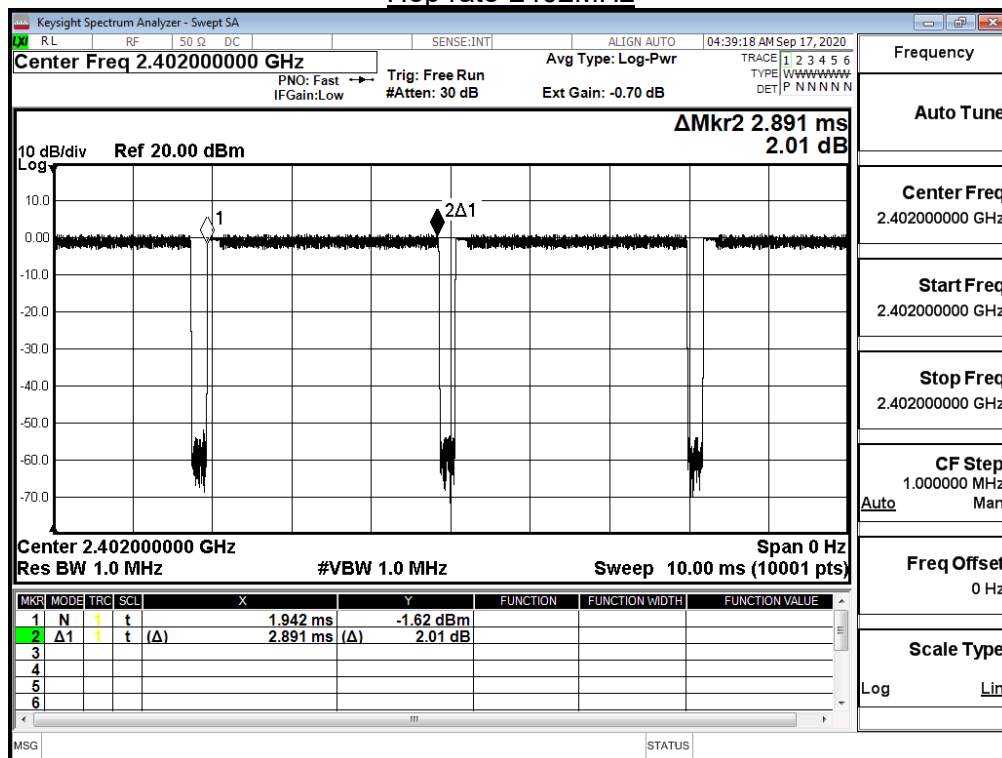 Hop rate 2402MHz
Keysight Spectrum Analyzer - Swept SA
LXI RL RF 50 Ω DC SENSE:INT ALIGN AUTO 04:39:18 AM Sep 17, 2020
Center Freq 2.402000000 GHz
PNO: Fast
IFGain:Low
Trig: Free Run
#Atten: 30 dB
Avg Type: Log-Pwr
Ext Gain: -0.70 dB
TRACE 1 2 3 4 5 6
TYPE WWWWWW
DET P N N N N N
ΔMkr2 2.891 ms
2.01 dB
10 dB/div Ref 20.00 dBm
Log
10.0
0.00
-10.0
-20.0
-30.0
-40.0
-50.0
-60.0
-70.0
1
2Δ1
Center 2.402000000 GHz Span 0 Hz
Res BW 1.0 MHz #VBW 1.0 MHz Sweep 10.00 ms (10001 pts)
MKR MODE TRC SCL X Y FUNCTION FUNCTION WIDTH FUNCTION VALUE
1 N 1 t 1.942 ms -1.62 dBm
2 Δ1 1 t (Δ) 2.891 ms (Δ) 2.01 dB
3
4
5
6
MSG STATUS
Frequency
Auto Tune
Center Freq
2.402000000 GHz
Start Freq
2.402000000 GHz
Stop Freq
2.402000000 GHz
CF Step
1.000000 MHz
Auto Man
Freq Offset
0 Hz
Scale Type
Log Lin